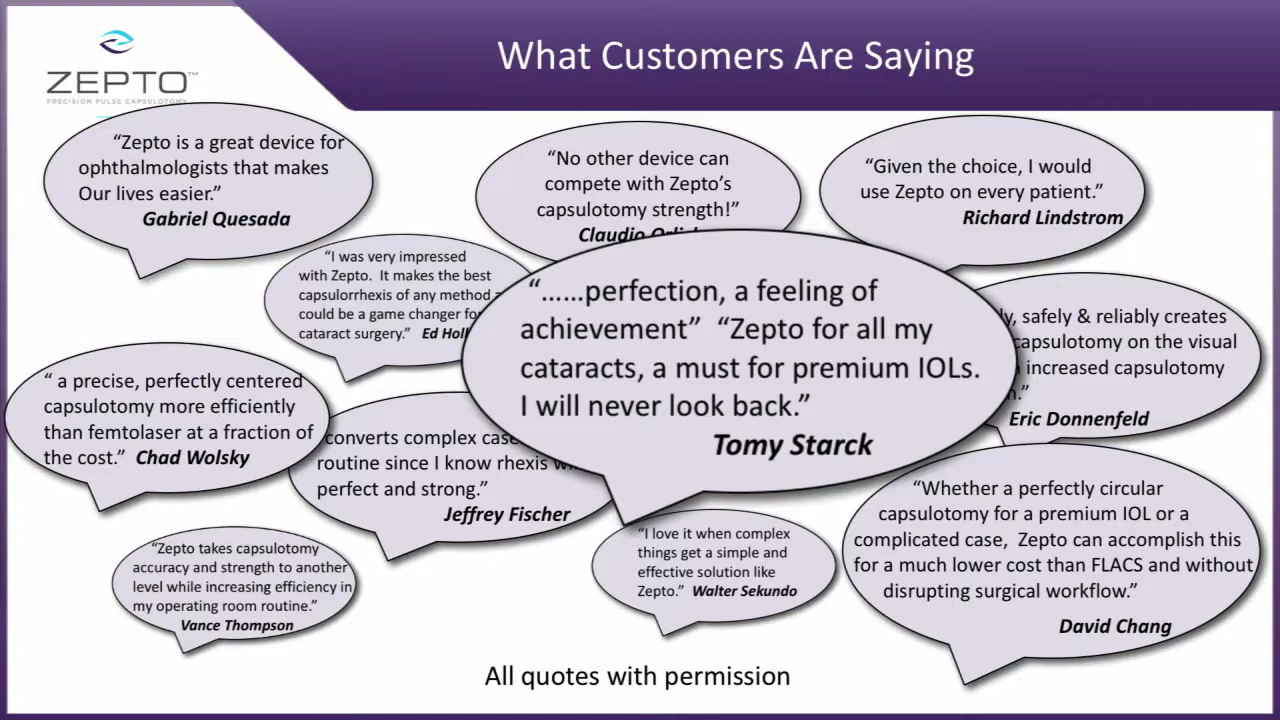 What Customers Are Saying
ZEPTO™
PRECISION PULSE CAPSULOTOMY
“Zepto is a great device for
ophthalmologists that makes
Our lives easier.”
Gabriel Quesada
“No other device can
compete with Zepto’s
capsulotomy strength!”
Claudio
“Given the choice, I would
use Zepto on every patient.”
Richard Lindstrom
“I was very impressed
with Zepto. It makes the best
capsulorrhexis of any method
could be a game changer for
cataract surgery.” Ed
“……perfection, a feeling of
achievement” “Zepto for all my
cataracts, a must for premium IOLs.
I will never look back.”
Tomy Starck
safely & reliably creates
capsulotomy on the visual
increased capsulotomy
Eric Donnenfeld
“ a precise, perfectly centered
capsulotomy more efficiently
than femtolaser at a fraction of
the cost.” Chad Wolsky
converts complex
routine since I know rhexis
perfect and strong.”
Jeffrey Fischer
“Whether a perfectly circular
capsulotomy for a premium IOL or a
complicated case, Zepto can accomplish this
for a much lower cost than FLACS and without
disrupting surgical workflow.”
David Chang
“Zepto takes capsulotomy
accuracy and strength to another
level while increasing efficiency in
my operating room routine.”
Vance Thompson
“I love it when complex
things get a simple and
effective solution like
Zepto.” Walter Sekundo
All quotes with permission